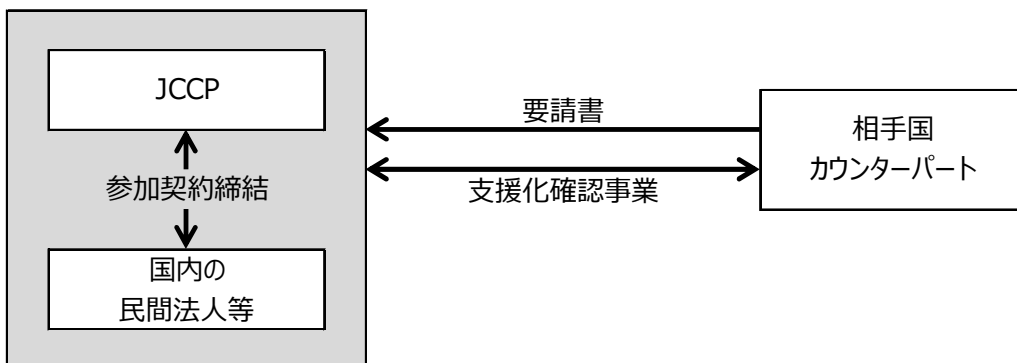 JCCP
参加契約締結
国内の
民間法人等
要請書
支援化確認事業
相手国
カウンターパート